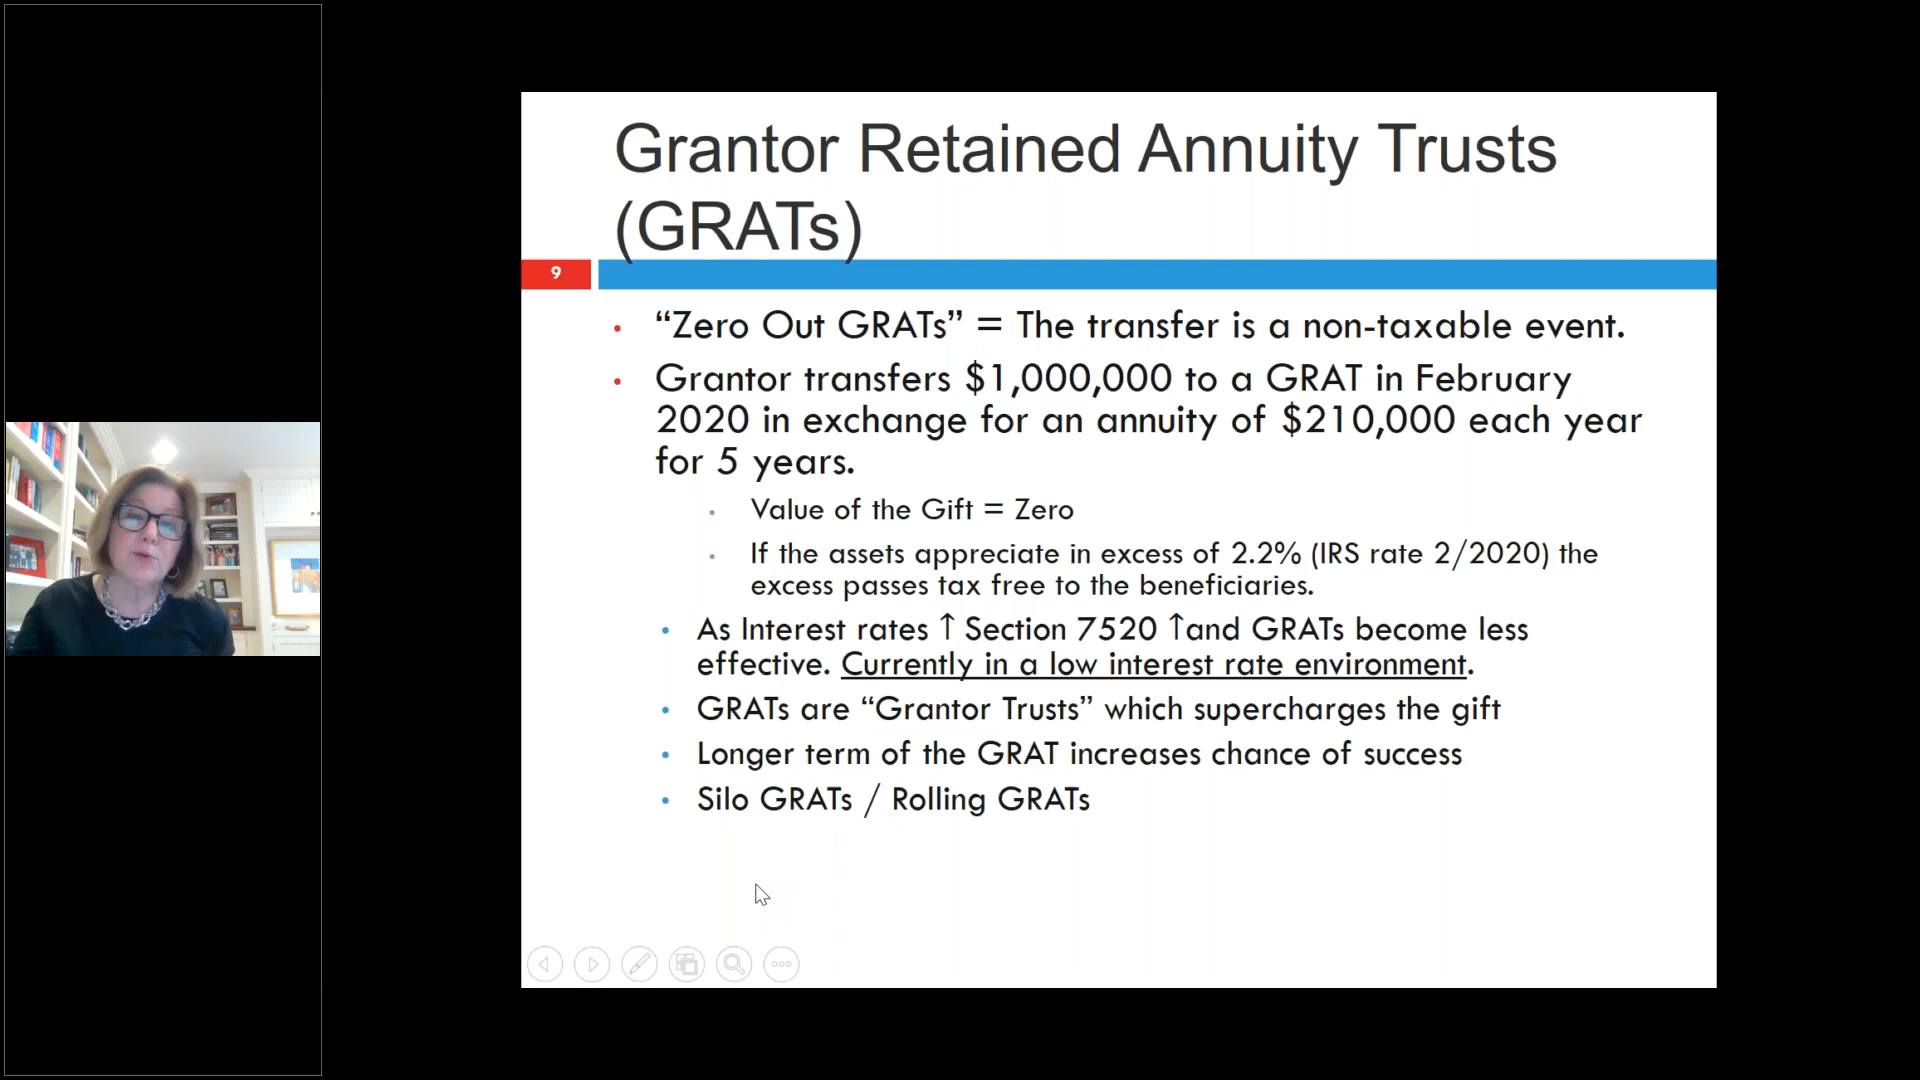 Grantor Retained Annuity Trusts
(GRATs)
9
• “Zero Out GRATs” = The transfer is a non-taxable event.
• Grantor transfers $1,000,000 to a GRAT in February
2020 in exchange for an annuity of $210,000 each year
for 5 years.
• Value of the Gift = Zero
• If the assets appreciate in excess of 2.2% (IRS rate 2/2020) the
excess passes tax free to the beneficiaries.
• As Interest rates ↑ Section 7520 ↑and GRATs become less
effective. Currently in a low interest rate environment.
• GRATs are “Grantor Trusts” which supercharges the gift
• Longer term of the GRAT increases chance of success
• Silo GRATs / Rolling GRATs